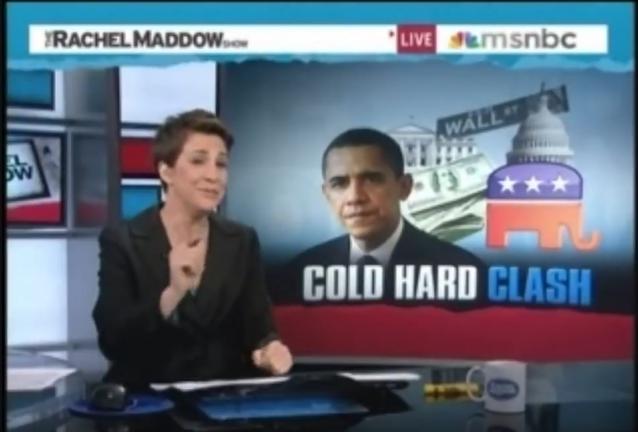 THE RACHEL MADDOW SHOW
LIVE
msnbc
WALL ST
COLD HARD CLASH